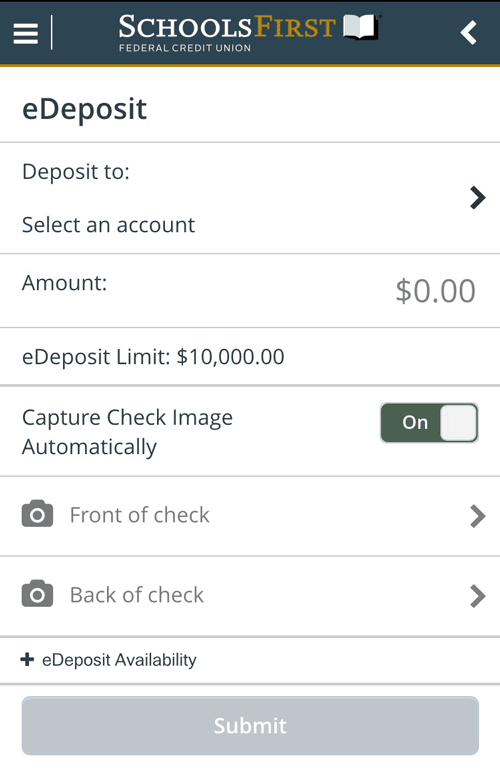 SCHOOLSFIRST
FEDERAL CREDIT UNION
eDeposit
Deposit to:
Select an account
Amount:
$0.00
eDeposit Limit: $10,000.00
Capture Check Image
Automatically
On
Front of check
Back of check
+ eDeposit Availability
Submit